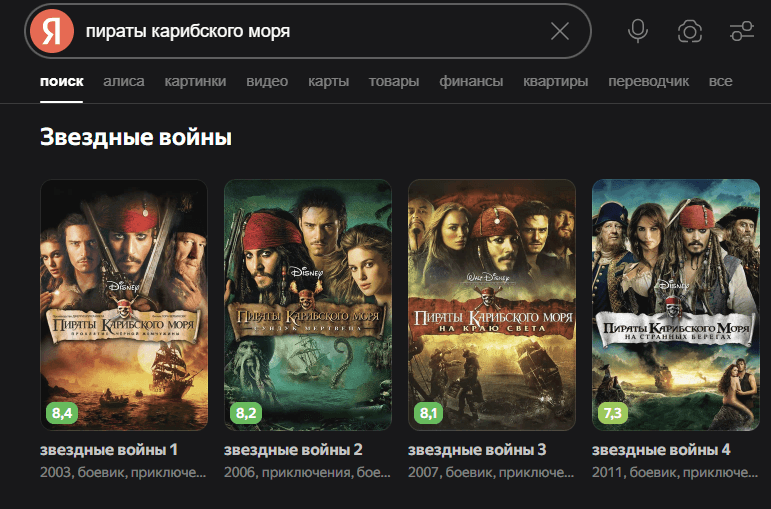 Я пираты карибского моря
поиск алиса картинки видео карты товары финансы квартиры переводчик все
Звездные войны
DISNEY
ПИРАТЫ КАРИБСКОГО МОРЯ
ПРОКЛЯТИЕ ЧЕРНОЙ ЖЕМЧУЖИНЫ
8,4
DISNEY
ПИРАТЫ КАРИБСКОГО МОРЯ
СУНДУК МЕРТВЕЦА
8,2
WALT DISNEY
ПИРАТЫ КАРИБСКОГО МОРЯ
НА КРАЮ СВЕТА
8,1
DISNEY
ПИРАТЫ КАРИБСКОГО МОРЯ
НА СТРАННЫХ БЕРЕГАХ
7,3
звездные войны 1
2003, боевик, приключе...
звездные войны 2
2006, приключения, бое...
звездные войны 3
2007, боевик, приключе...
звездные войны 4
2011, боевик, приключе...